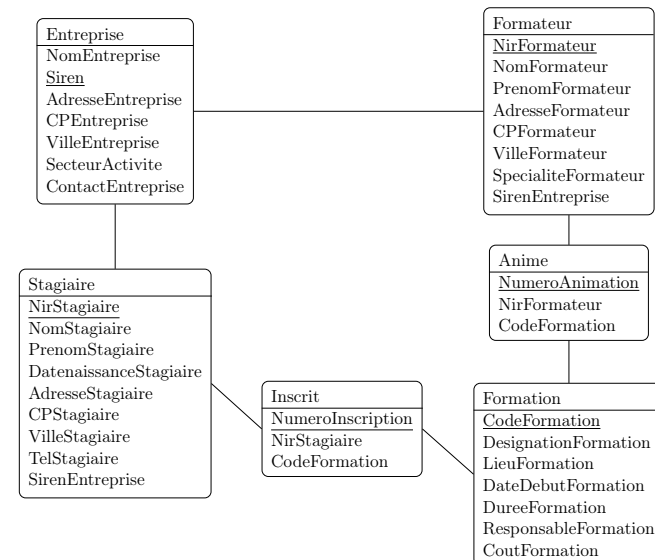 Entreprise
NomEntreprise
Siren
AdresseEntreprise
CPEntreprise
VilleEntreprise
SecteurActivite
ContactEntreprise
Formateur
NirFormateur
NomFormateur
PrenomFormateur
AdresseFormateur
CPFormateur
VilleFormateur
SpecialiteFormateur
SirenEntreprise
Stagiaire
NirStagiaire
NomStagiaire
PrenomStagiaire
DatenaissanceStagiaire
AdresseStagiaire
CPStagiaire
VilleStagiaire
TelStagiaire
SirenEntreprise
Anime
NumeroAnimation
NirFormateur
CodeFormation
Inscrit
NumeroInscription
NirStagiaire
CodeFormation
Formation
CodeFormation
DesignationFormation
LieuFormation
DateDebutFormation
DureeFormation
ResponsableFormation
CoutFormation